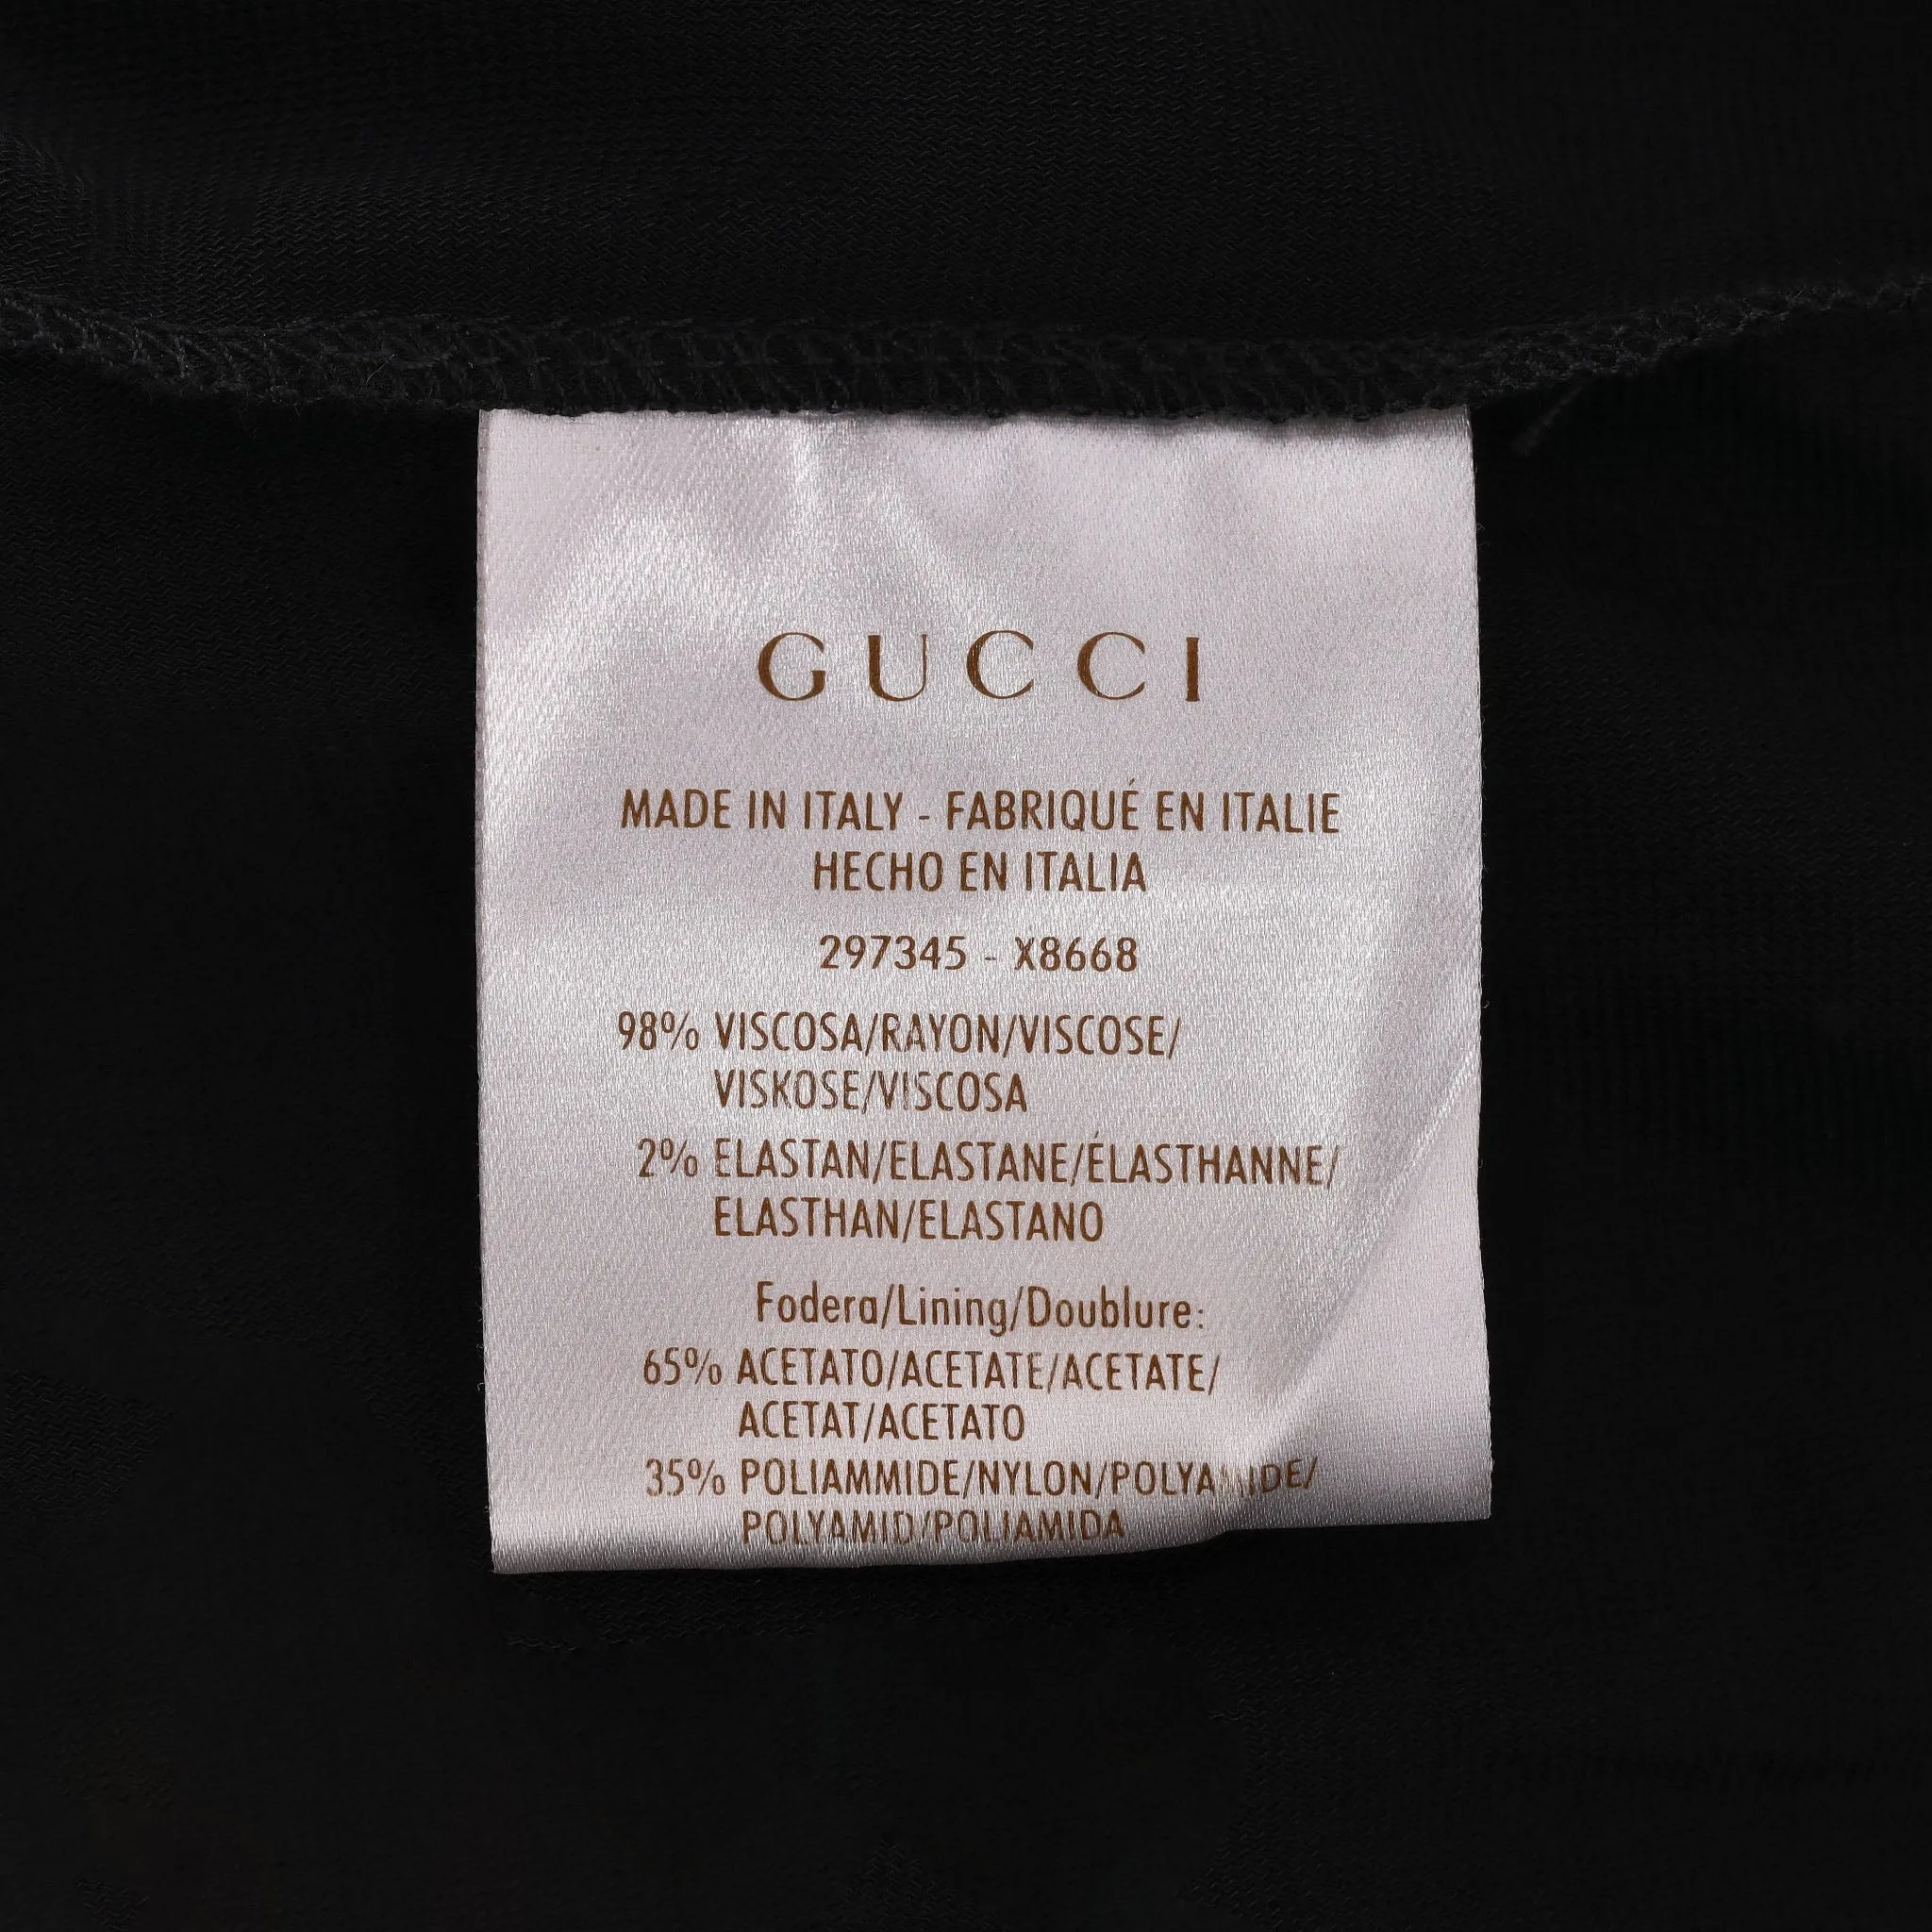 GUCCI
MADE IN ITALY - FABRIQUÉ EN ITALIE
HECHO EN ITALIA
297345 - X8668
98% VISCOSA/RAYON/VISCOSE/
VISKOSE/VISCOSA
2% ELASTAN/ELASTANE/ÉLASTHANNE/
ELASTHAN/ELASTANO
Fodera/Lining/Doublure:
65% ACETATO/ACETATE/ACETATE/
ACETAT/ACETATO
35% POLIAMMIDE/NYLON/POLYAMIDE/
POLYAMID/POLIAMIDA